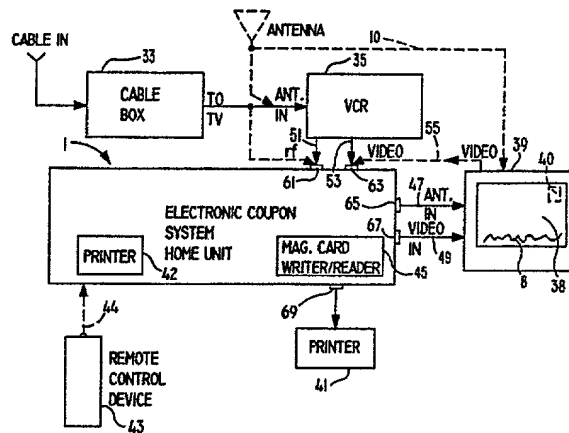 CABLE IN
ANTENNA
10
33
CABLE
BOX
TO
TV
ANT.
IN
35
VCR
51
53
VIDEO
55
39
40
1
rf
61
63
65
47
ANT.
IN
67
VIDEO
IN
49
ELECTRONIC COUPON
SYSTEM
HOME UNIT
PRINTER
42
MAG. CARD
WRITER/READER
45
8
38
69
44
PRINTER
41
REMOTE
CONTROL
DEVICE
43